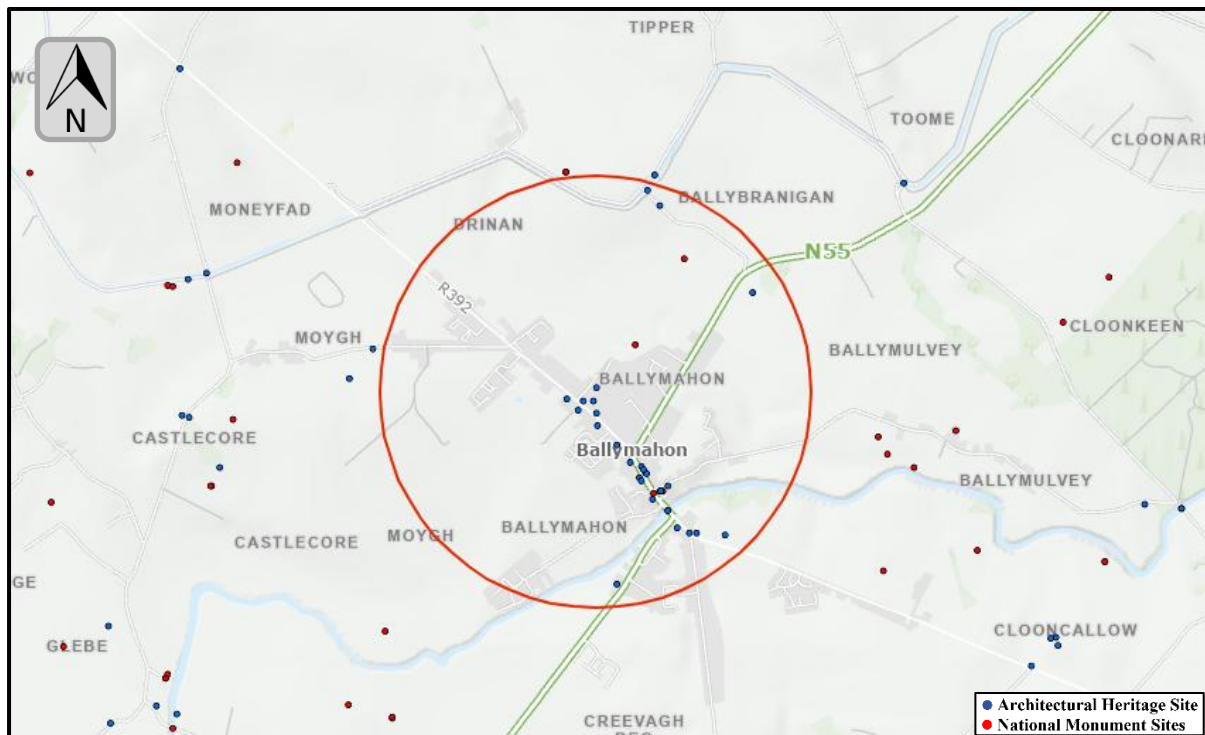 TIPPER
N
TOOME
CLOONARI
MONEYFAD
BALLYBRANIGAN
DRINAN
N55
R392
MOYGH
CLOONKEEN
BALLYMULVEY
BALLYMAHON
CASTLECORE
Ballymahon
BALLYMULVEY
BALLYMAHON
MOYGH
CASTLECORE
GE
CLOONCALLOW
GLEBE
Architectural Heritage Site
National Monument Sites
CREEVAGH